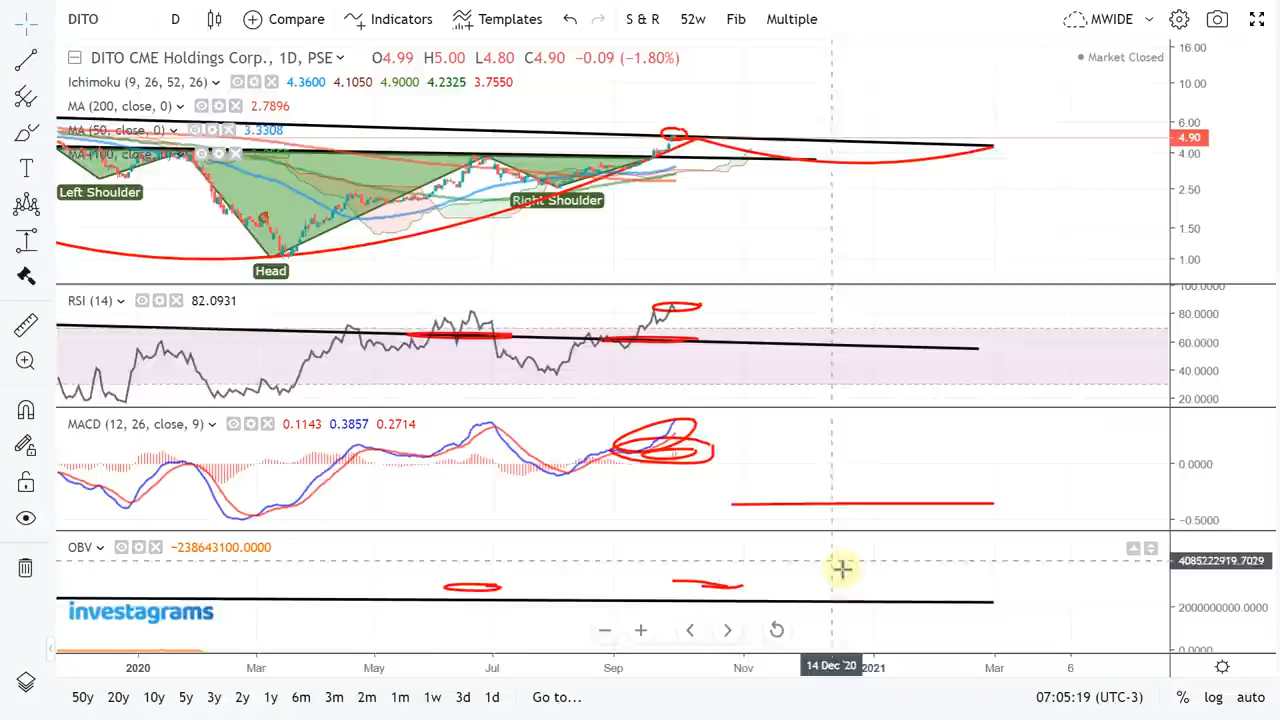 DITO D Compare Indicators Templates S & R 52w Fib Multiple MWIDE
DITO CME Holdings Corp., 1D, PSE O4.99 H5.00 L4.80 C4.90 −0.09 (−1.80%)
Market Closed
Ichimoku (9, 26, 52, 26) 4.3600 4.1050 4.9000 4.2325 3.7550
MA (200, close, 0) 2.7896
MA (50, close, 0) 3.3308
MA (100, close, 0)
16.00
10.00
6.00
4.90
4.00
2.50
1.50
1.00
Left Shoulder
Right Shoulder
Head
RSI (14) 82.0931
100.0000
80.0000
60.0000
40.0000
20.0000
MACD (12, 26, close, 9) 0.1143 0.3857 0.2714
0.0000
−0.5000
OBV −238643100.0000
4085222919.7029
2000000000.0000
0.0000
investagrams
2020 Mar May Jul Sep Nov 14 Dec '20 2021 Mar 6
50y 20y 10y 5y 3y 2y 1y 6m 3m 2m 1m 1w 3d 1d Go to... 07:05:19 (UTC-3) % log auto